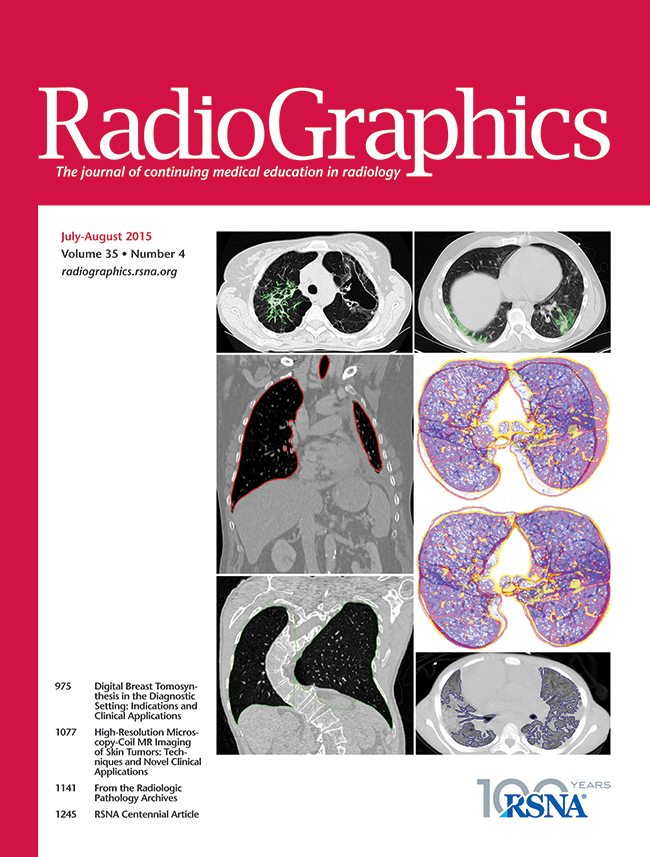 RadioGraphics
The journal of continuing medical education in radiology
July-August 2015
Volume 35 • Number 4
radiographics.rsna.org
975 Digital Breast Tomosyn-
thesis in the Diagnostic
Setting: Indications and
Clinical Applications
1077 High-Resolution Micros-
copy-Coil MR Imaging
of Skin Tumors: Tech-
niques and Novel Clinical
Applications
1141 From the Radiologic
Pathology Archives
1245 RSNA Centennial Article
100 YEARS
RSNA®